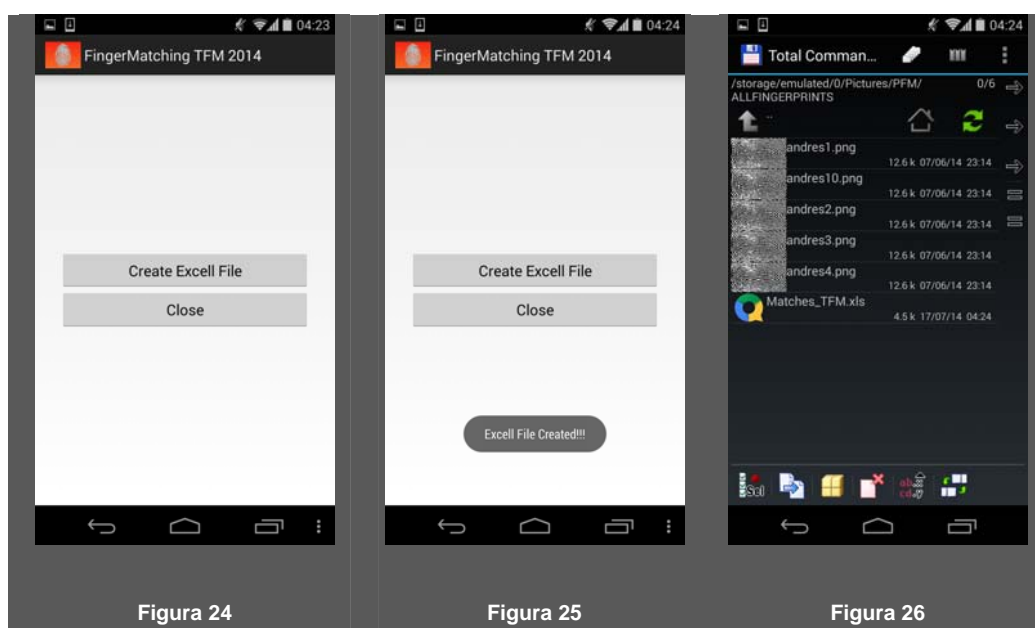 04:23
FingerMatching TFM 2014
Create Excell File
Close
Figura 24
04:24
FingerMatching TFM 2014
Create Excell File
Close
Excell File Created!!!
Figura 25
04:24
Total Comman...
/storage/emulated/0/Pictures/PFM/ 0/6
ALLFINGERPRINTS
..
andres1.png
12.6 k 07/06/14 23:14
andres10.png
12.6 k 07/06/14 23:14
andres2.png
12.6 k 07/06/14 23:14
andres3.png
12.6 k 07/06/14 23:14
andres4.png
12.6 k 07/06/14 23:14
Matches_TFM.xls
4.5 k 17/07/14 04:24
Figura 26